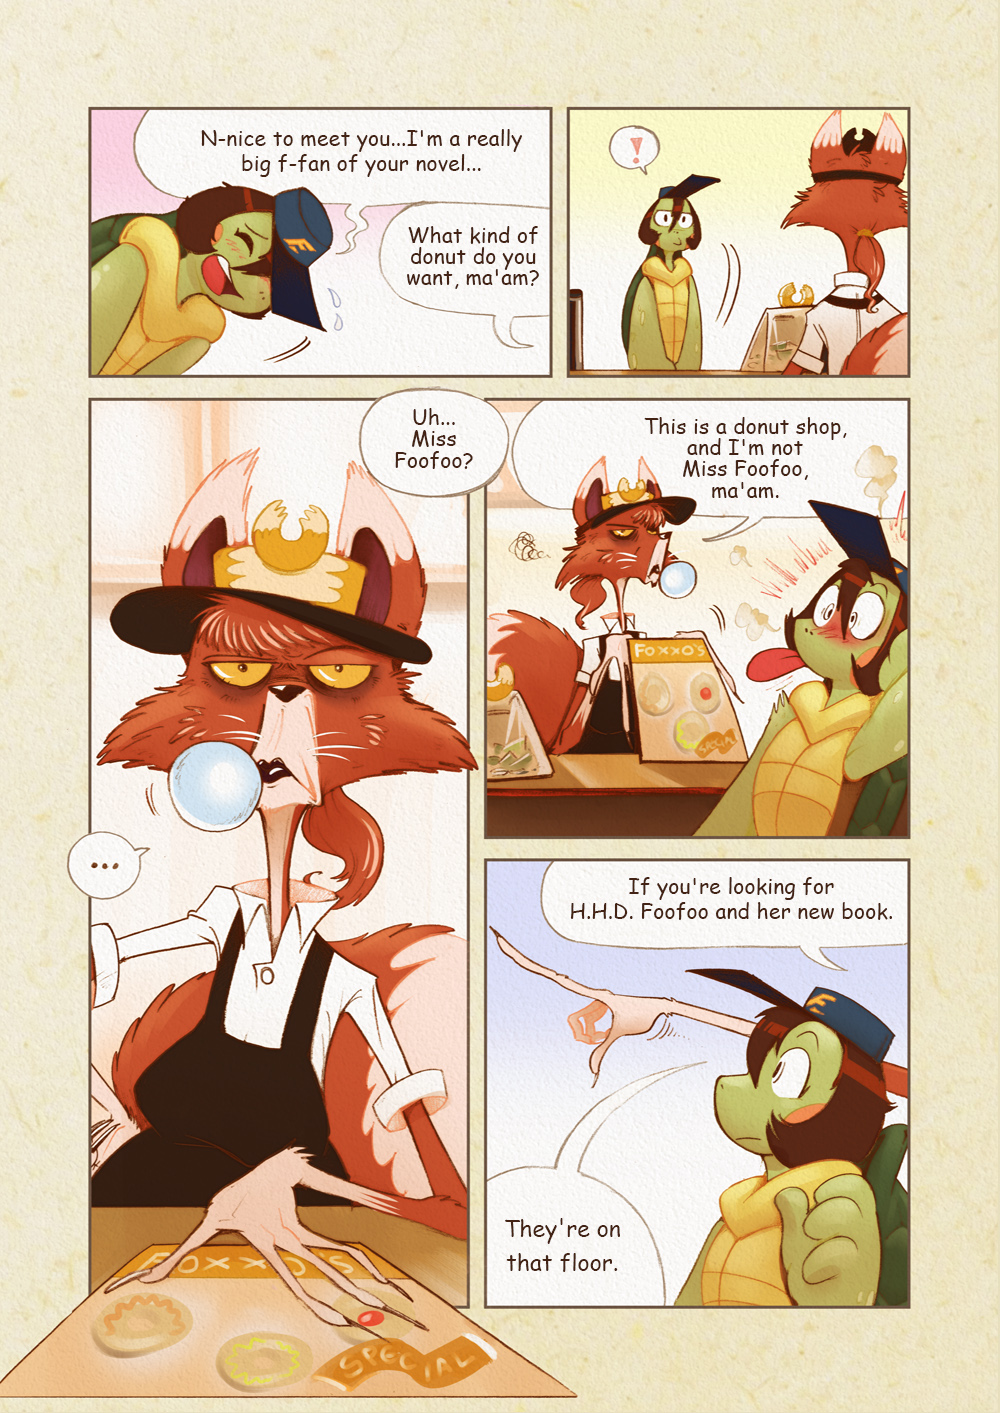 N-nice to meet you...I'm a really
big f-fan of your novel...
What kind of
donut do you
want, ma'am?
!
E
Uh...
Miss
Foofoo?
...
FOXXO'S
SPECIAL
This is a donut shop,
and I'm not
Miss Foofoo,
ma'am.
FOXXO'S
SPECIAL
If you're looking for
H.H.D. Foofoo and her new book.
E
They're on
that floor.